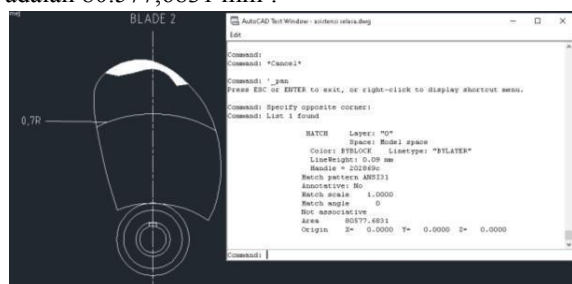 adalah 80.577,6831 mm².
BLADE 2
0,7R
AutoCAD Text Window - asistensi selasa.dwg
Edit
Command:
Command: *Cancel*
Command: '_pan
Press ESC or ENTER to exit, or right-click to display shortcut menu.
Command: Specify opposite corner:
Command: List 1 found
HATCH Layer: "0"
Space: Model space
Color: BYBLOCK Linetype: "BYLAYER"
LineWeight: 0.09 mm
Handle = 202869c
Hatch pattern ANSI31
Annotative: No
Hatch scale 1.0000
Hatch angle 0
Not associative
Area 80577.6831
Origin X= 0.0000 Y= 0.0000 Z= 0.0000
Command: